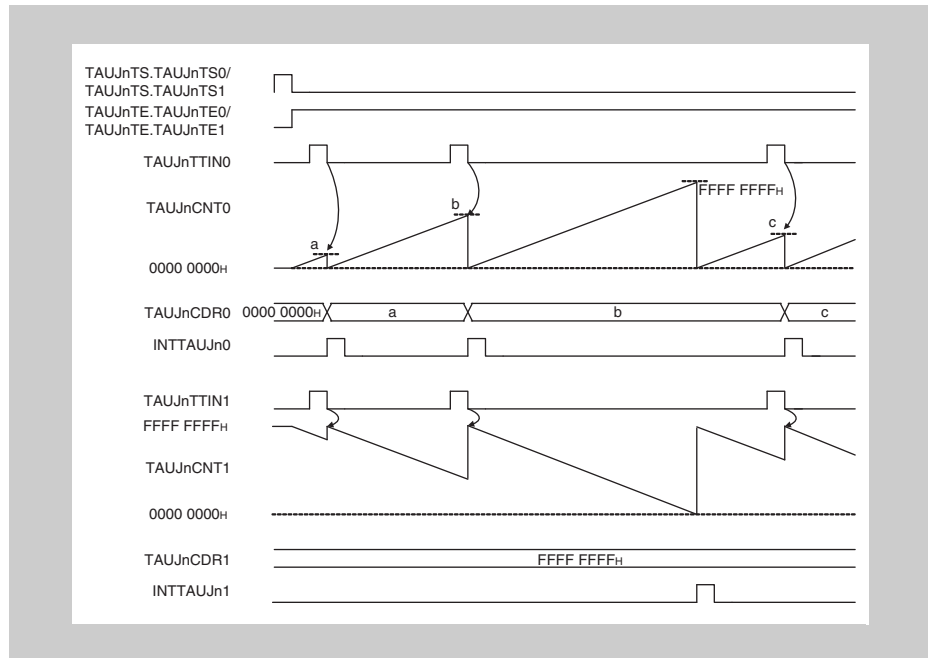 TAUJnTS.TAUJnTS0/
TAUJnTS.TAUJnTS1
TAUJnTE.TAUJnTE0/
TAUJnTE.TAUJnTE1
TAUJnTTIN0
FFFF FFFFH
TAUJnCNT0
b
c
a
0000 0000H
TAUJnCDR0 0000 0000H a b c
INTTAUJn0
TAUJnTTIN1
FFFF FFFFH
TAUJnCNT1
0000 0000H
TAUJnCDR1 FFFF FFFFH
INTTAUJn1